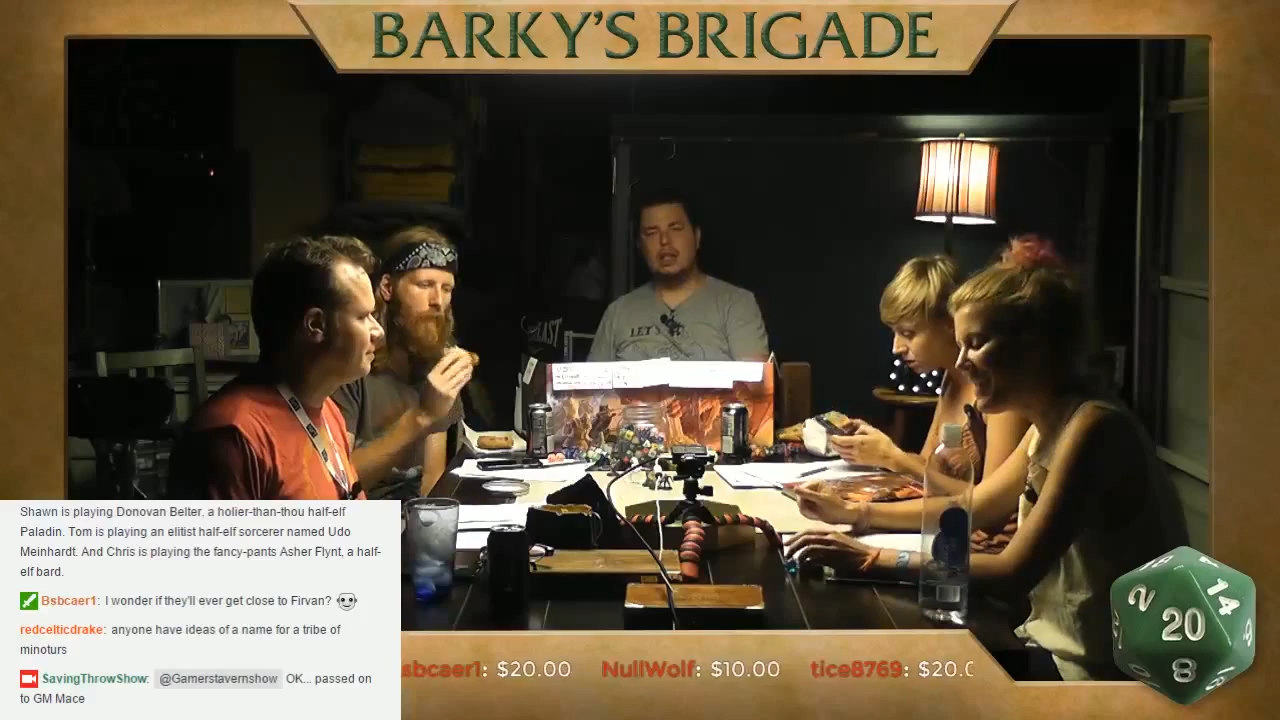 BARKY'S BRIGADE
LET'S
Shawn is playing Donovan Belter, a holier-than-thou half-elf
Paladin. Tom is playing an elitist half-elf sorcerer named Udo
Meinhardt. And Chris is playing the fancy-pants Asher Flynt, a half-
elf bard.
Bsbcaer1: I wonder if they'll ever get close to Firvan?
redcelticdrake: anyone have ideas of a name for a tribe of
minoturs
SavingThrowShow: @Gamerstavernshow OK... passed on
to GM Mace
sbcaer1: $20.00 NullWolf: $10.00 tice8769: $20.0
2 14 20 8